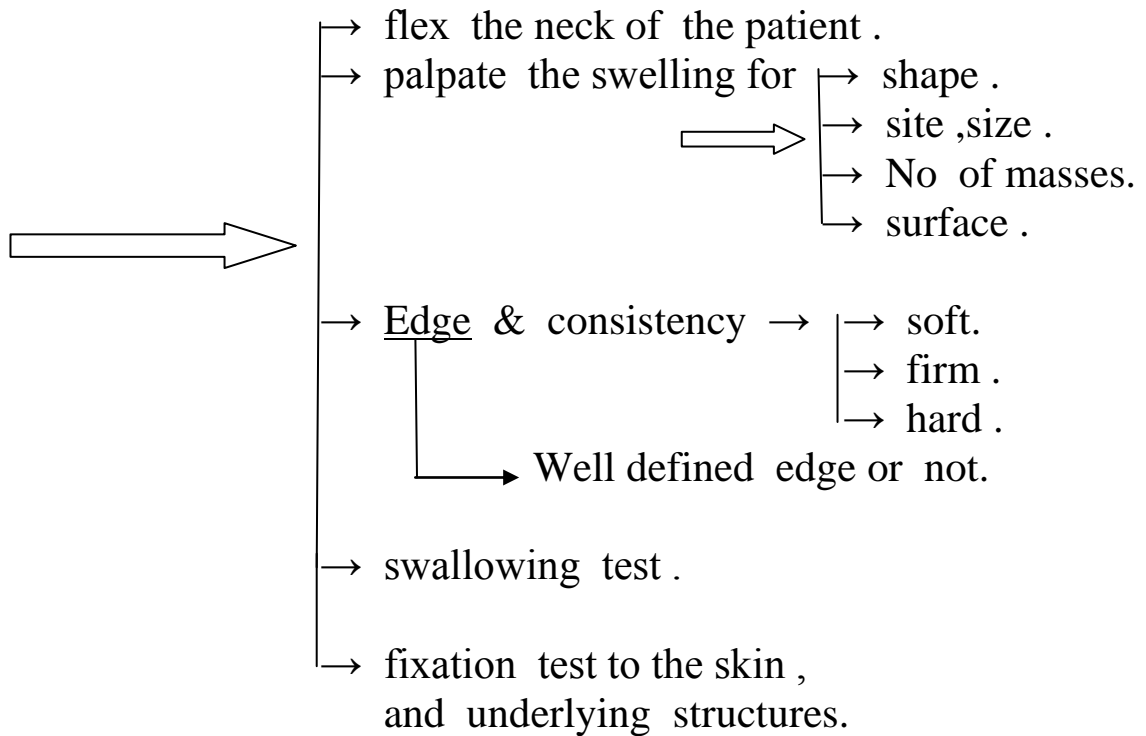 → flex the neck of the patient .
→ palpate the swelling for → shape .
→ site ,size .
→ No of masses.
→ surface .
→ Edge & consistency → → soft.
→ firm .
→ hard .
Well defined edge or not.
→ swallowing test .
→ fixation test to the skin ,
and underlying structures.